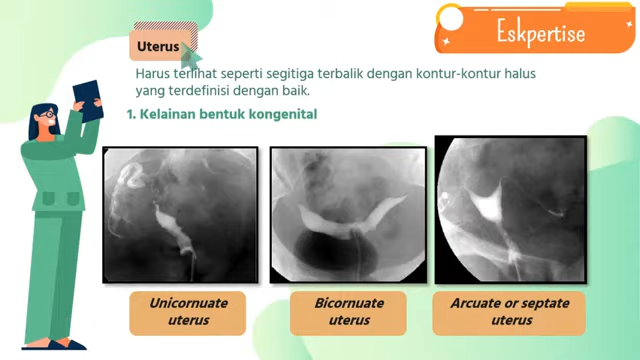 Eskpertise
Uterus
Harus terlihat seperti segitiga terbalik dengan kontur-kontur halus
yang terdefinisi dengan baik.
1. Kelainan bentuk kongenital
Unicornuate
uterus
Bicornuate
uterus
Arcuate or septate
uterus